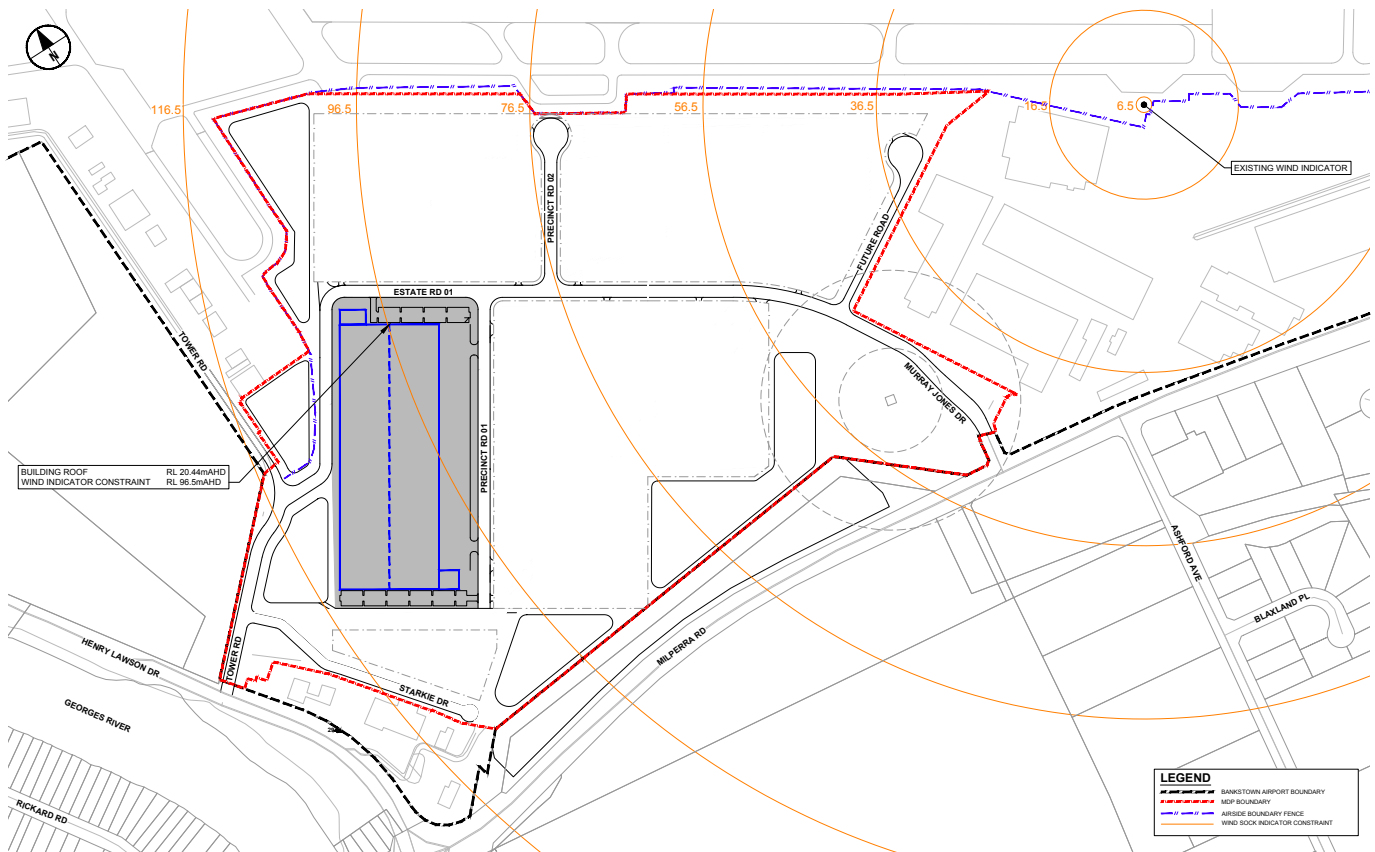 N
116.5
96.5
76.5
56.5
36.5
16.5
6.5
EXISTING WIND INDICATOR
PRECINCT RD 02
FUTURE ROAD
ESTATE RD 01
TOWER RD
MURRAY JONES DR
PRECINCT RD 01
BUILDING ROOF RL 20.44mAHD
WIND INDICATOR CONSTRAINT RL 96.5mAHD
ASHFORD AVE
BLAXLAND PL
MILPERRA RD
HENRY LAWSON DR
TOWER RD
STARKIE DR
GEORGES RIVER
RICKARD RD
LEGEND
BANKSTOWN AIRPORT BOUNDARY
MDP BOUNDARY
AIRSIDE BOUNDARY FENCE
WIND SOCK INDICATOR CONSTRAINT